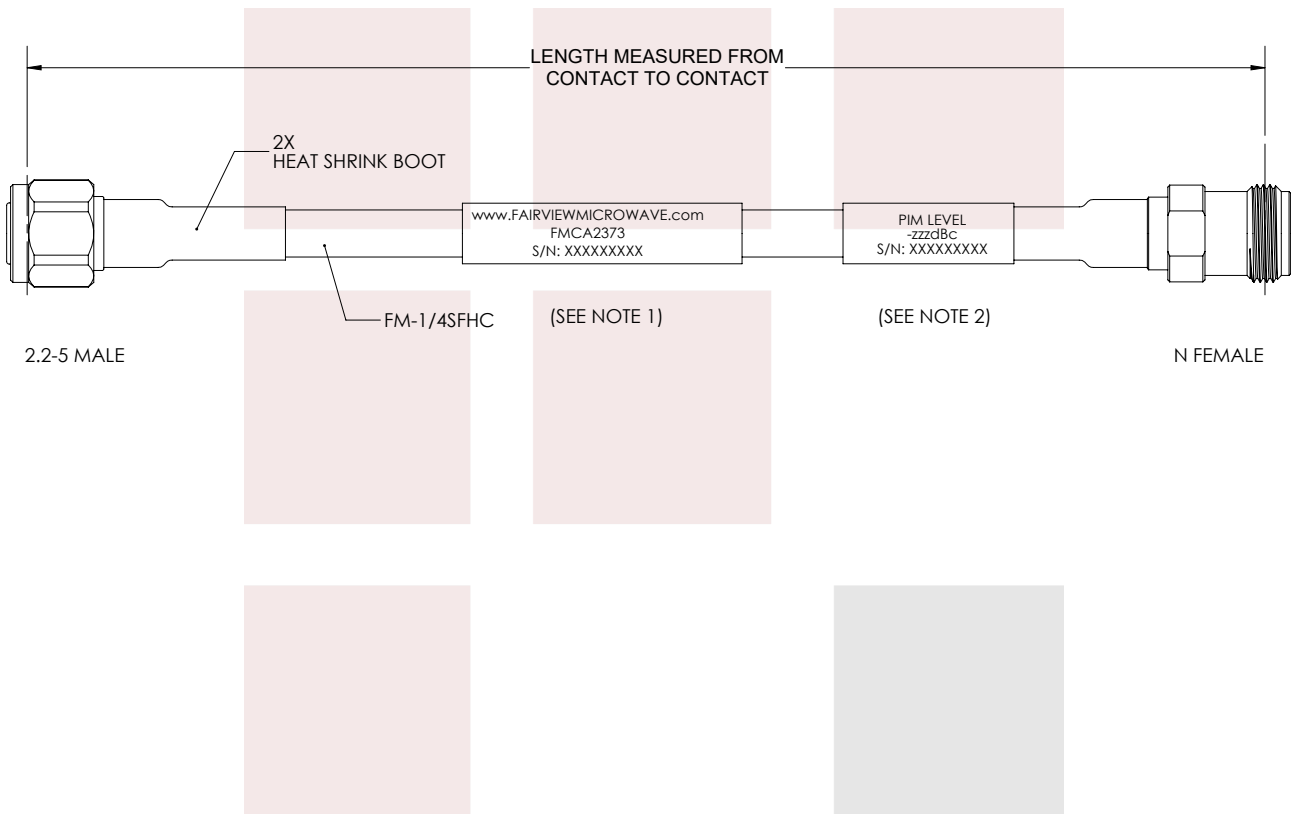 LENGTH MEASURED FROM
CONTACT TO CONTACT
2X
HEAT SHRINK BOOT
www.FAIRVIEWMICROWAVE.com
FMCA2373
S/N: XXXXXXXXX
PIM LEVEL
-zzzdBc
S/N: XXXXXXXXX
FM-1/4SFHC
(SEE NOTE 1)
(SEE NOTE 2)
2.2-5 MALE
N FEMALE